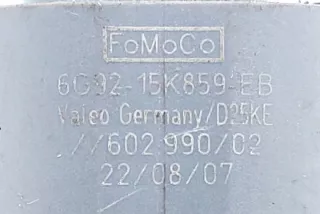 FoMoCo
6G92-15K859-EB
Valeo Germany/D25KE
.//602.990/02
22/08/07